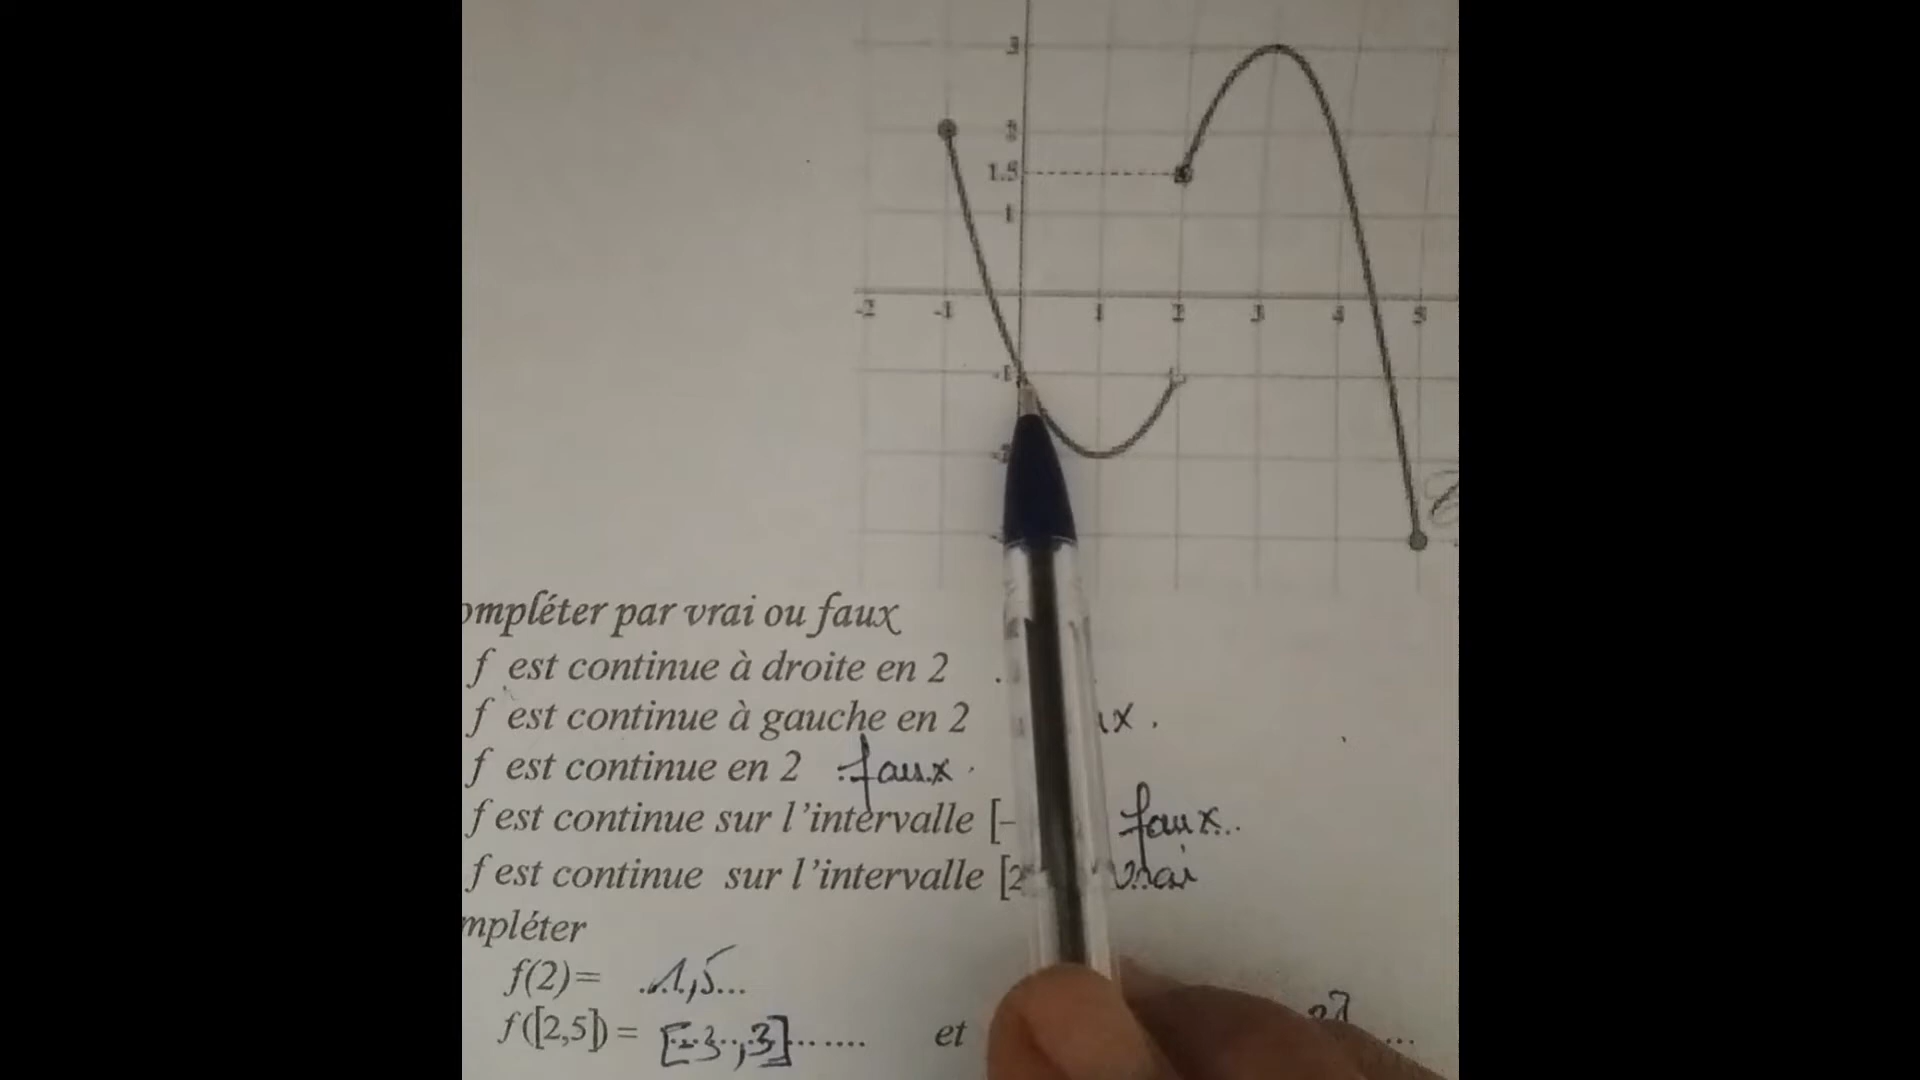 3
2
1.5
1
-2 -1 1 2 3 4 5
-1
-2
ompléter par vrai ou faux
f est continue à droite en 2 .
f est continue à gauche en 2 ux .
f est continue en 2 .faux.
f est continue sur l'intervalle [– faux..
f est continue sur l'intervalle [2 vrai
mpléter
f(2)= .1,5...
f([2,5]) = [-3,3]....... et